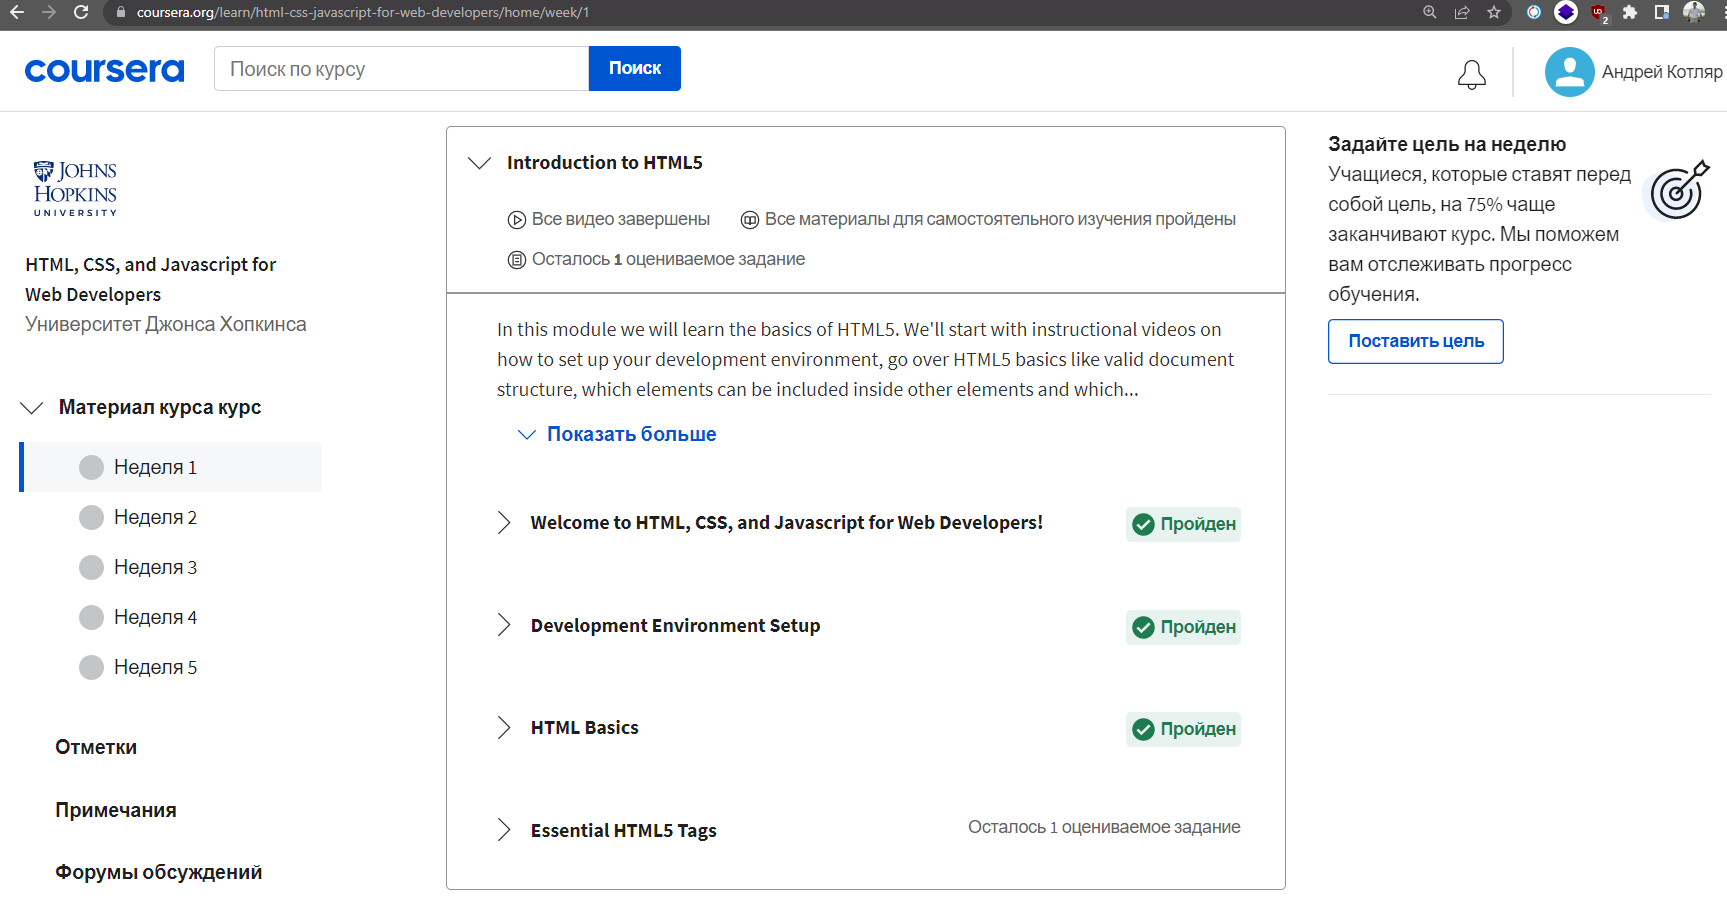 coursera.org/learn/html-css-javascript-for-web-developers/home/week/1
2
coursera
Поиск по курсу
Поиск
Андрей Котляр
JOHNS
HOPKINS
UNIVERSITY
HTML, CSS, and Javascript for
Web Developers
Университет Джонса Хопкинса
Материал курса курс
Неделя 1
Неделя 2
Неделя 3
Неделя 4
Неделя 5
Отметки
Примечания
Форумы обсуждений
Introduction to HTML5
Все видео завершены
Все материалы для самостоятельного изучения пройдены
Осталось 1 оцениваемое задание
In this module we will learn the basics of HTML5. We'll start with instructional videos on
how to set up your development environment, go over HTML5 basics like valid document
structure, which elements can be included inside other elements and which...
Показать больше
Welcome to HTML, CSS, and Javascript for Web Developers!
Пройден
Development Environment Setup
Пройден
HTML Basics
Пройден
Essential HTML5 Tags
Осталось 1 оцениваемое задание
Задайте цель на неделю
Учащиеся, которые ставят перед
собой цель, на 75% чаще
заканчивают курс. Мы поможем
вам отслеживать прогресс
обучения.
Поставить цель